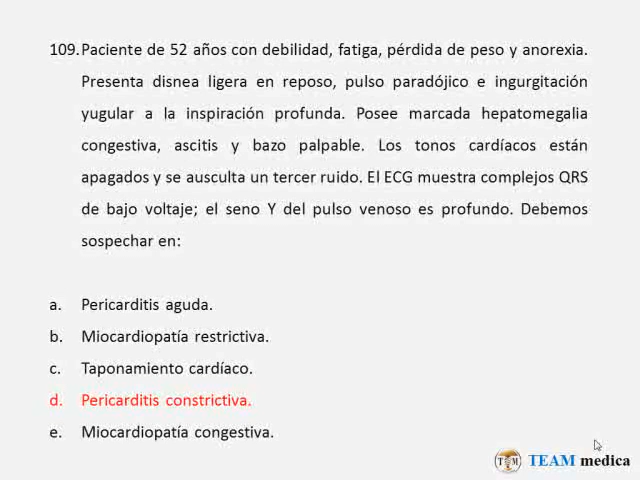 109. Paciente de 52 años con debilidad, fatiga, pérdida de peso y anorexia.
Presenta disnea ligera en reposo, pulso paradójico e ingurgitación
yugular a la inspiración profunda. Posee marcada hepatomegalia
congestiva, ascitis y bazo palpable. Los tonos cardíacos están
apagados y se ausculta un tercer ruido. El ECG muestra complejos QRS
de bajo voltaje; el seno Y del pulso venoso es profundo. Debemos
sospechar en:
a. Pericarditis aguda.
b. Miocardiopatía restrictiva.
c. Taponamiento cardíaco.
d. Pericarditis constrictiva.
e. Miocardiopatía congestiva.
TEAM medica